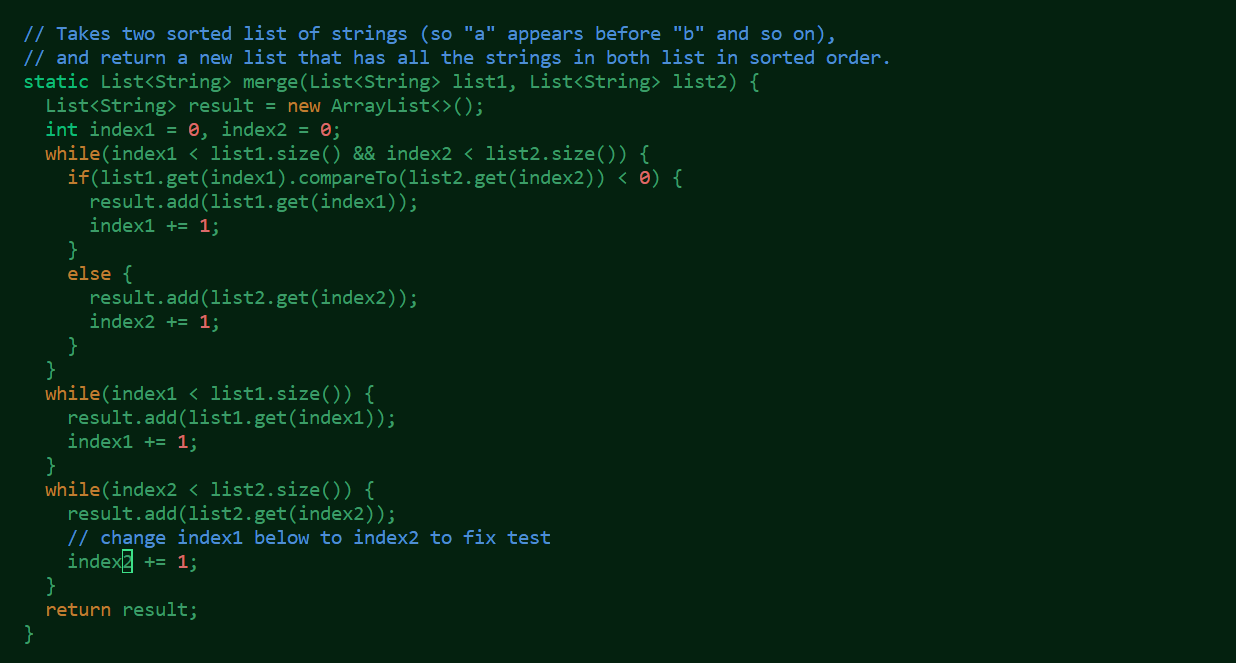 // Takes two sorted list of strings (so "a" appears before "b" and so on),
// and return a new list that has all the strings in both list in sorted order.
static List<String> merge(List<String> list1, List<String> list2) {
  List<String> result = new ArrayList<>();
  int index1 = 0, index2 = 0;
  while(index1 < list1.size() && index2 < list2.size()) {
    if(list1.get(index1).compareTo(list2.get(index2)) < 0) {
      result.add(list1.get(index1));
      index1 += 1;
    }
    else {
      result.add(list2.get(index2));
      index2 += 1;
    }
  }
  while(index1 < list1.size()) {
    result.add(list1.get(index1));
    index1 += 1;
  }
  while(index2 < list2.size()) {
    result.add(list2.get(index2));
    // change index1 below to index2 to fix test
    index2 += 1;
  }
  return result;
}